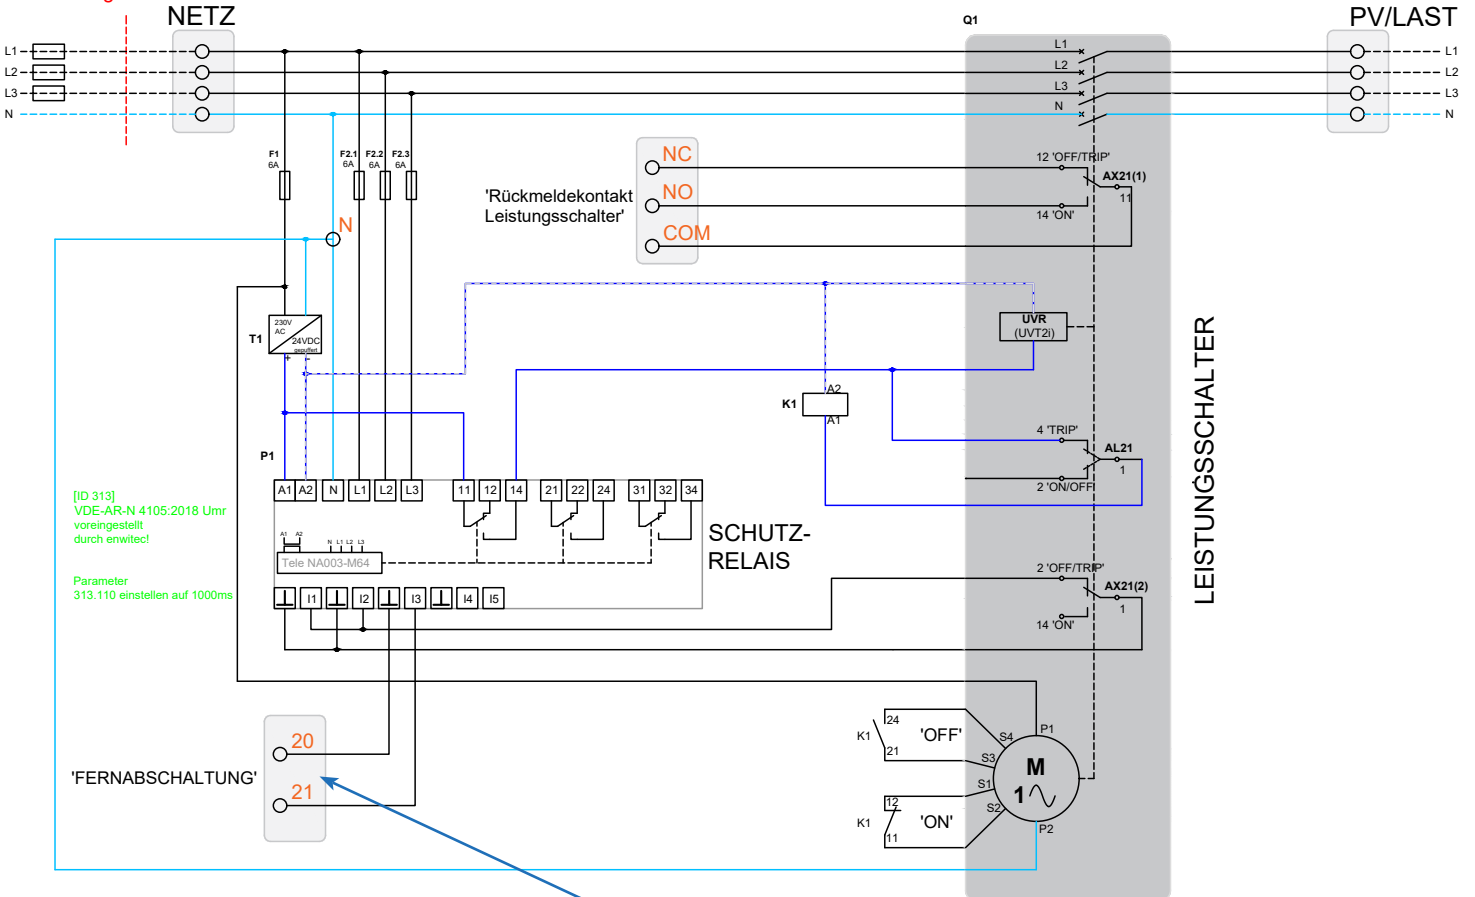 NETZ
Q1
PV/LAST
L1
L2
L3
N
L1
L2
L3
N
L1
L2
L3
N
F1
6A
F2.1
6A
F2.2
6A
F2.3
6A
N
'Rückmeldekontakt
Leistungsschalter'
NC
NO
COM
12 'OFF/TRIP'
AX21(1)
11
14 'ON'
T1
230V
AC
24VDC
gepuffert
+
-
UVR
(UVT2i)
LEISTUNGSSCHALTER
K1
A2
A1
4 'TRIP'
AL21
1
2 'ON/OFF'
P1
A1
A2
N
L1
L2
L3
11
12
14
21
22
24
31
32
34
[ID 313]
VDE-AR-N 4105:2018 Umr
voreingestellt
durch enwitec!
A1
A2
N
L1
L2
L3
Tele NA003-M64
SCHUTZ-
RELAIS
Parameter
313.110 einstellen auf 1000ms
I1
I2
I3
I4
I5
2 'OFF/TRIP'
AX21(2)
1
14 'ON'
'FERNABSCHALTUNG'
20
21
K1
24
21
'OFF'
S4
S3
S1
S2
P1
M
1
P2
K1
12
11
'ON'